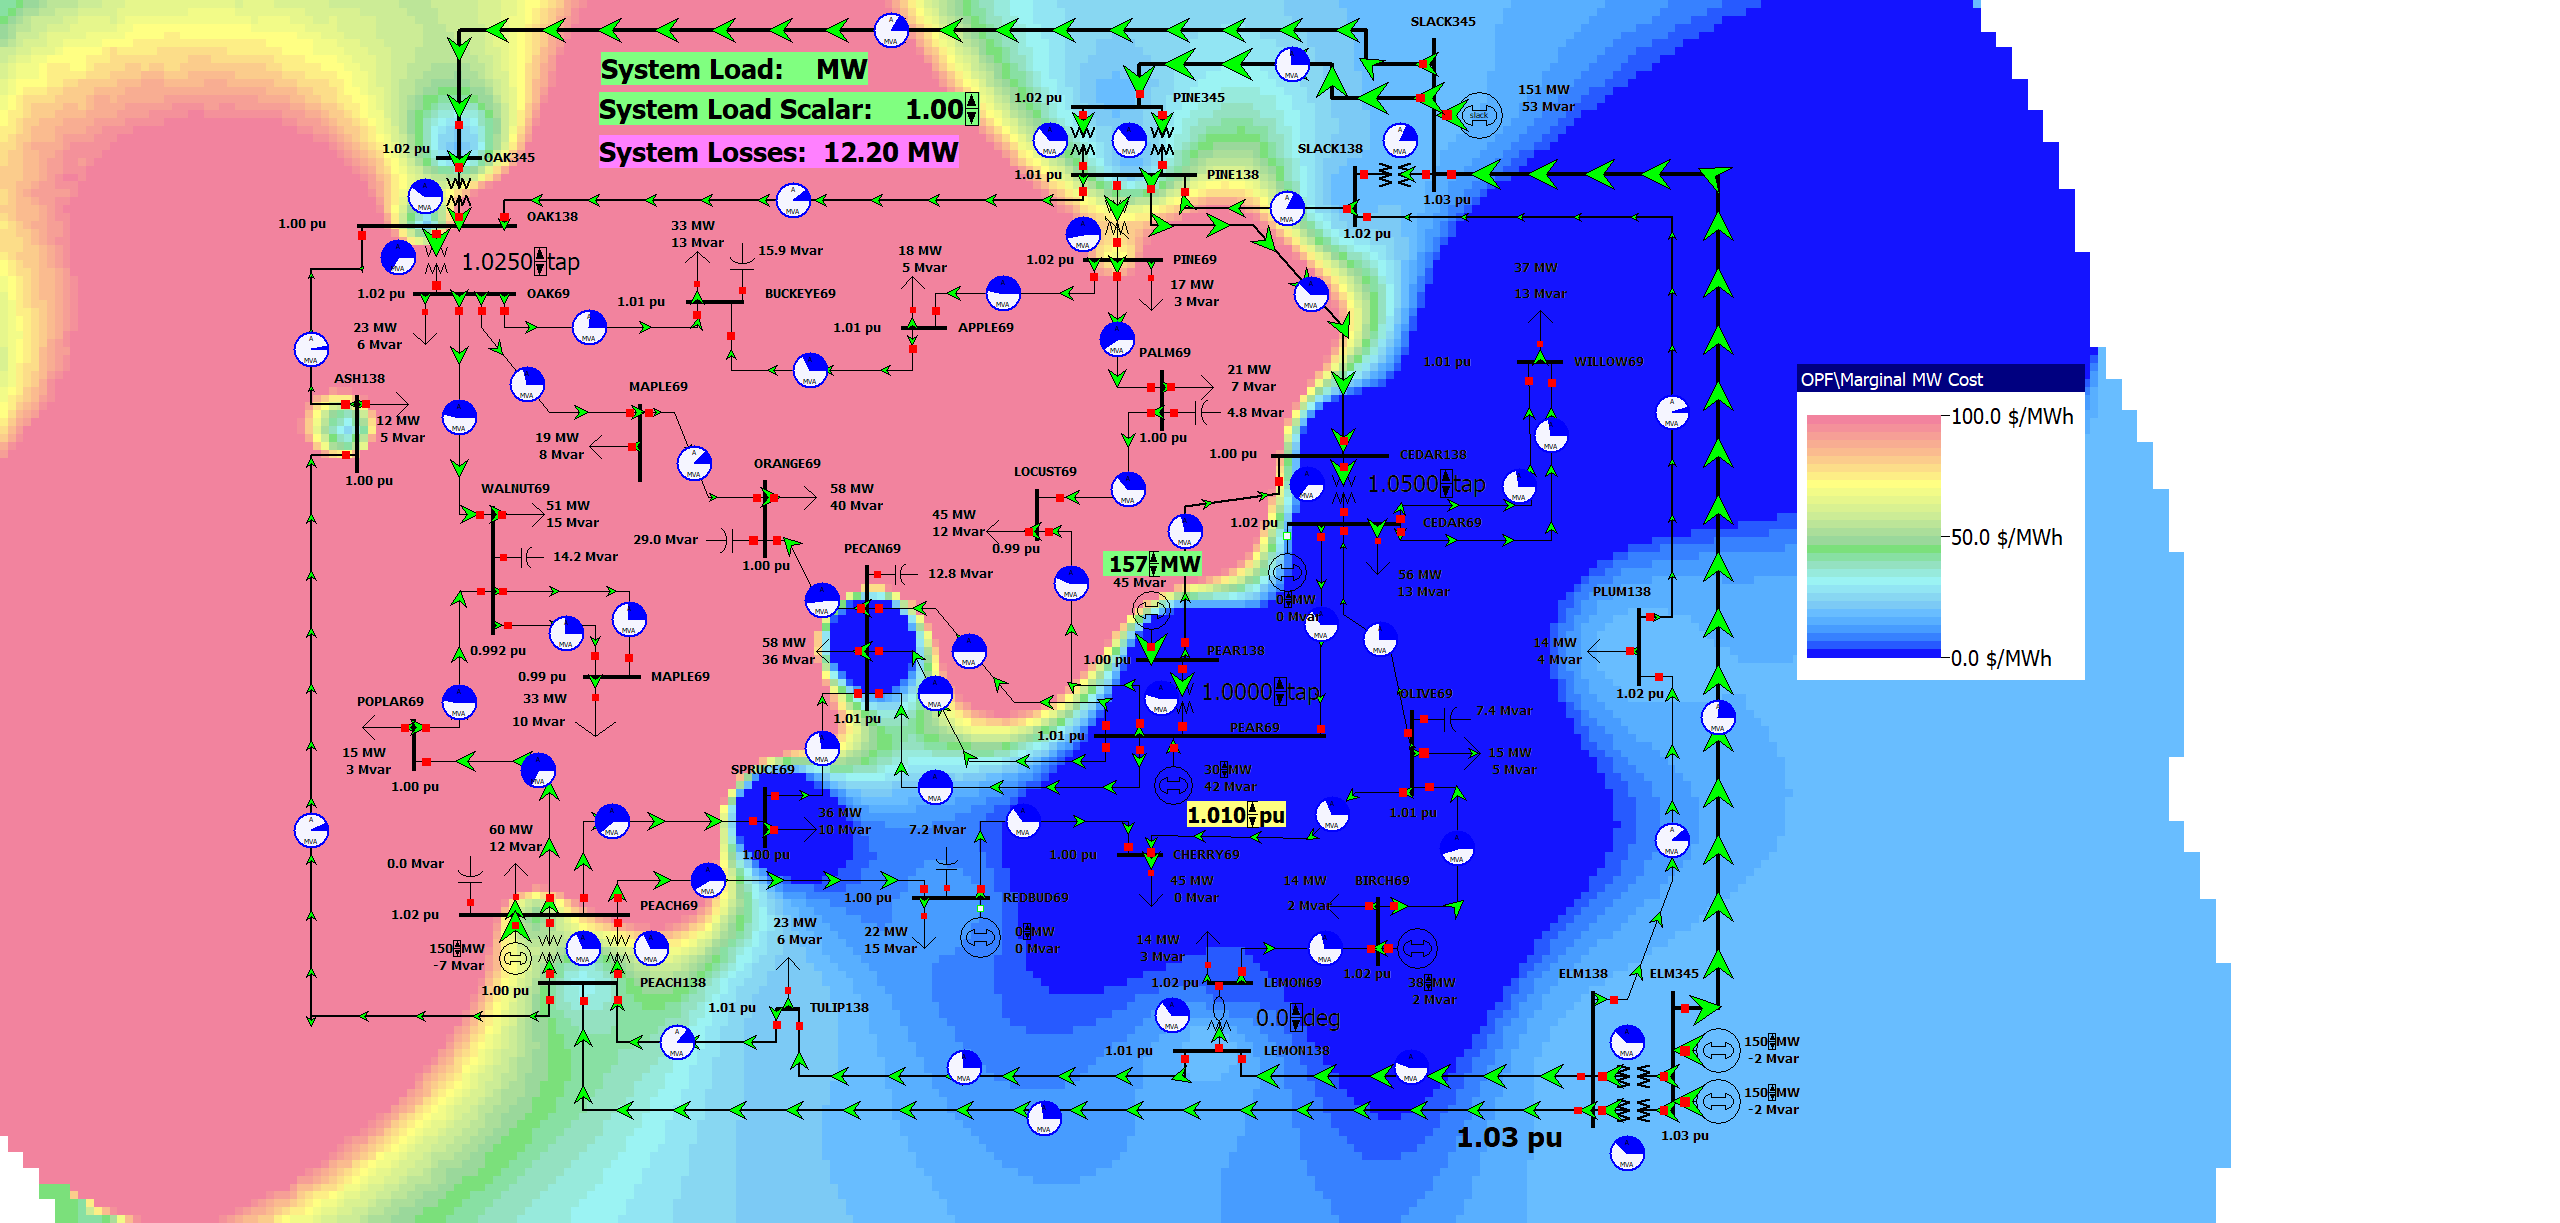 SLACK345
System Load: MW
System Load Scalar: 1.00
System Losses: 12.20 MW
1.02 pu
PINE345
151 MW
53 Mvar
slack
1.02 pu
OAK345
SLACK138
1.01 pu
PINE138
1.03 pu
1.00 pu
OAK138
1.02 pu
33 MW
13 Mvar
15.9 Mvar
18 MW
5 Mvar
1.02 pu
PINE69
1.0250 tap
37 MW
13 Mvar
1.02 pu
OAK69
1.01 pu
BUCKEYE69
17 MW
3 Mvar
23 MW
6 Mvar
1.01 pu
APPLE69
PALM69
1.01 pu
WILLOW69
ASH138
MAPLE69
21 MW
7 Mvar
12 MW
5 Mvar
4.8 Mvar
19 MW
8 Mvar
1.00 pu
OPF\Marginal MW Cost
100.0 $/MWh
50.0 $/MWh
0.0 $/MWh
1.00 pu
ORANGE69
LOCUST69
1.00 pu
CEDAR138
1.0500 tap
WALNUT69
51 MW
15 Mvar
58 MW
40 Mvar
45 MW
12 Mvar
1.02 pu
CEDAR69
29.0 Mvar
PECAN69
0.99 pu
14.2 Mvar
1.00 pu
12.8 Mvar
157 MW
45 Mvar
56 MW
13 Mvar
0 MW
0 Mvar
PLUM138
58 MW
36 Mvar
0.992 pu
1.00 pu
PEAR138
14 MW
4 Mvar
0.99 pu
MAPLE69
33 MW
10 Mvar
1.0000 tap
OLIVE69
1.02 pu
POPLAR69
1.01 pu
7.4 Mvar
1.01 pu
PEAR69
15 MW
3 Mvar
15 MW
5 Mvar
1.00 pu
SPRUCE69
30 MW
42 Mvar
1.010 pu
1.01 pu
36 MW
10 Mvar
60 MW
12 Mvar
7.2 Mvar
1.00 pu
1.00 pu
CHERRY69
0.0 Mvar
45 MW
0 Mvar
14 MW
2 Mvar
BIRCH69
1.00 pu
REDBUD69
1.02 pu
PEACH69
23 MW
6 Mvar
22 MW
15 Mvar
0 MW
0 Mvar
14 MW
3 Mvar
150 MW
-7 Mvar
1.02 pu
38 MW
2 Mvar
ELM138
ELM345
1.00 pu
PEACH138
1.02 pu
LEMON69
1.01 pu
TULIP138
0.0 deg
150 MW
-2 Mvar
1.01 pu
LEMON138
150 MW
-2 Mvar
1.03 pu
1.03 pu